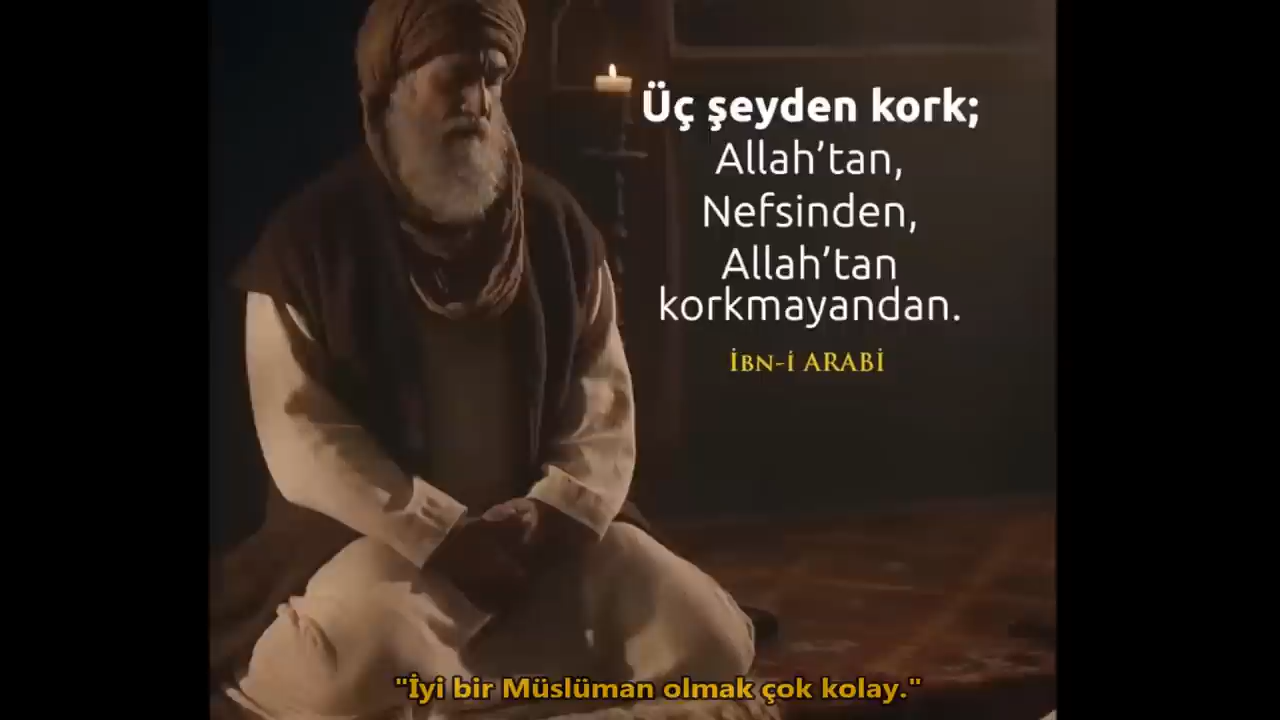 Üç şeyden kork;
Allah’tan,
Nefsinden,
Allah’tan
korkmayandan.
İBN-İ ARABİ
"İyi bir Müslüman olmak çok kolay."